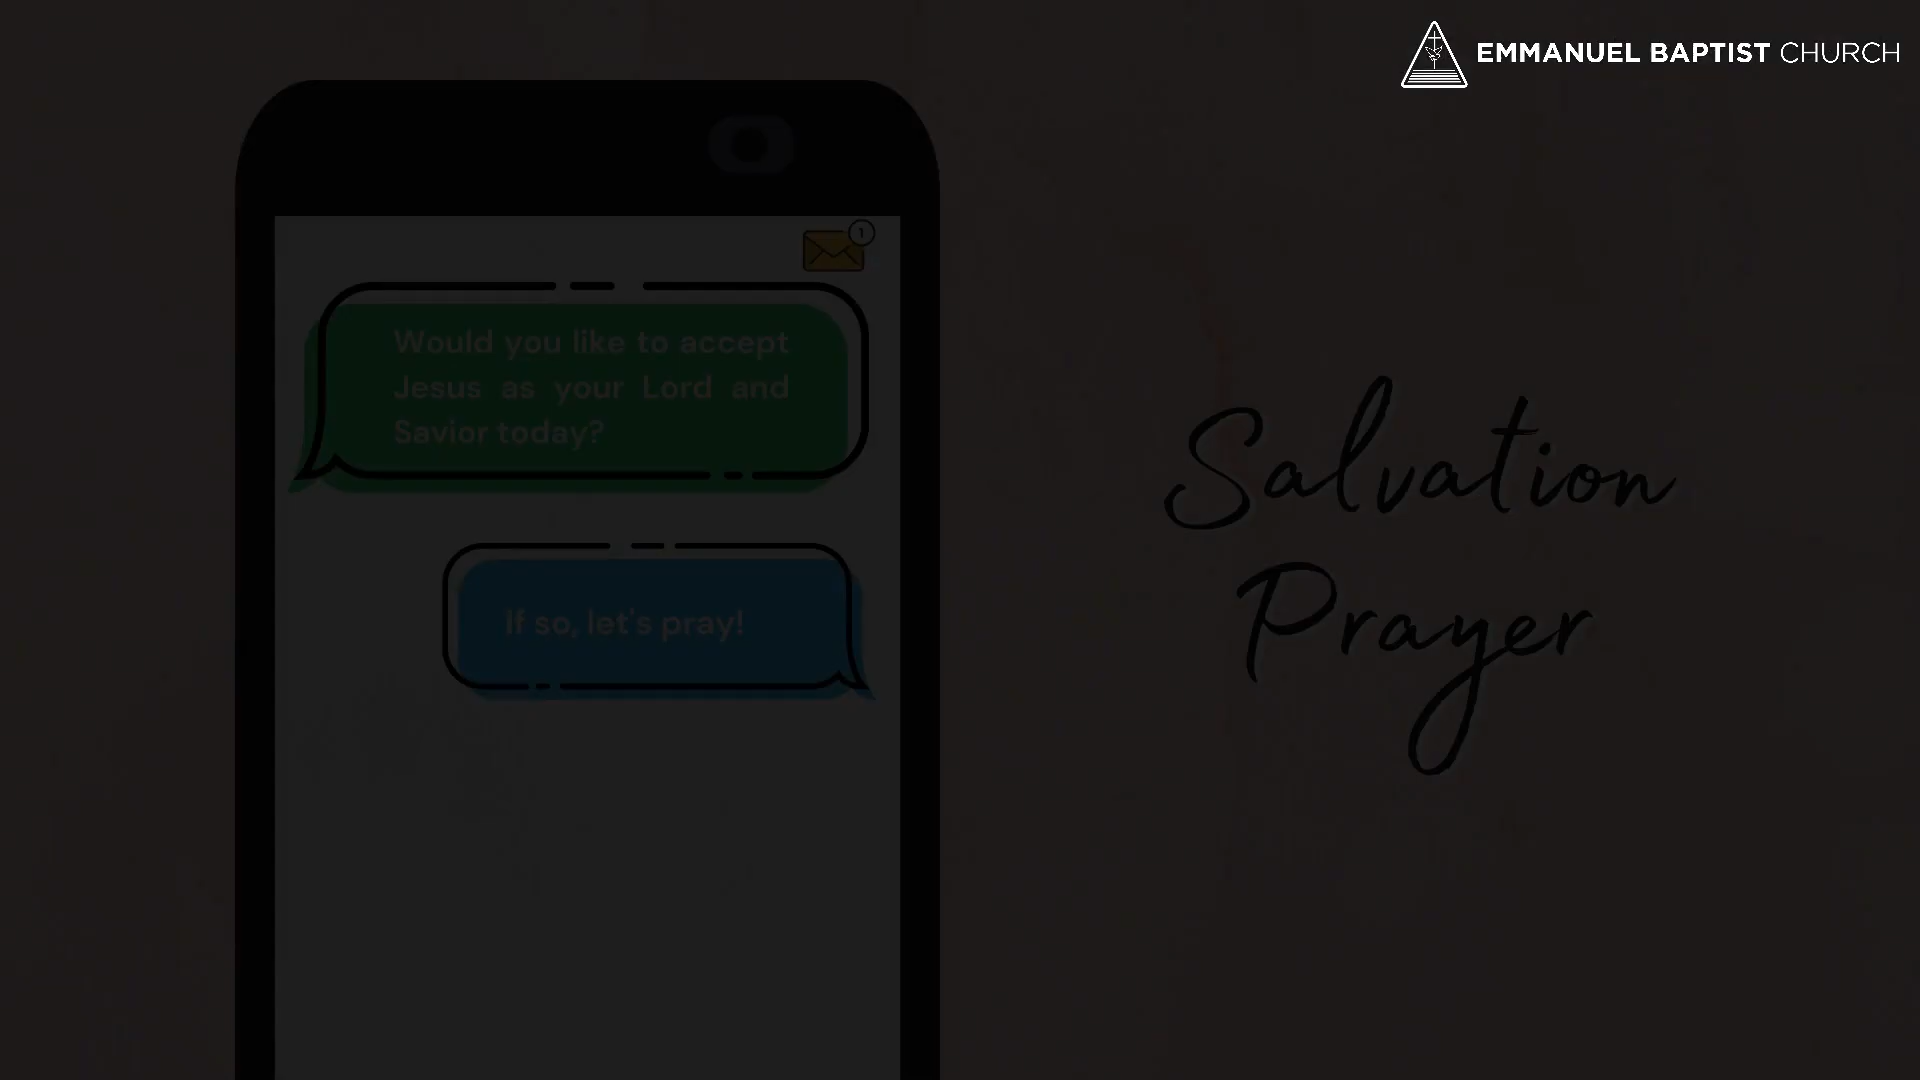 EMMANUEL BAPTIST CHURCH
1
Would you like to accept
Jesus as your Lord and
Savior today?
If so, let's pray!
Salvation
Prayer